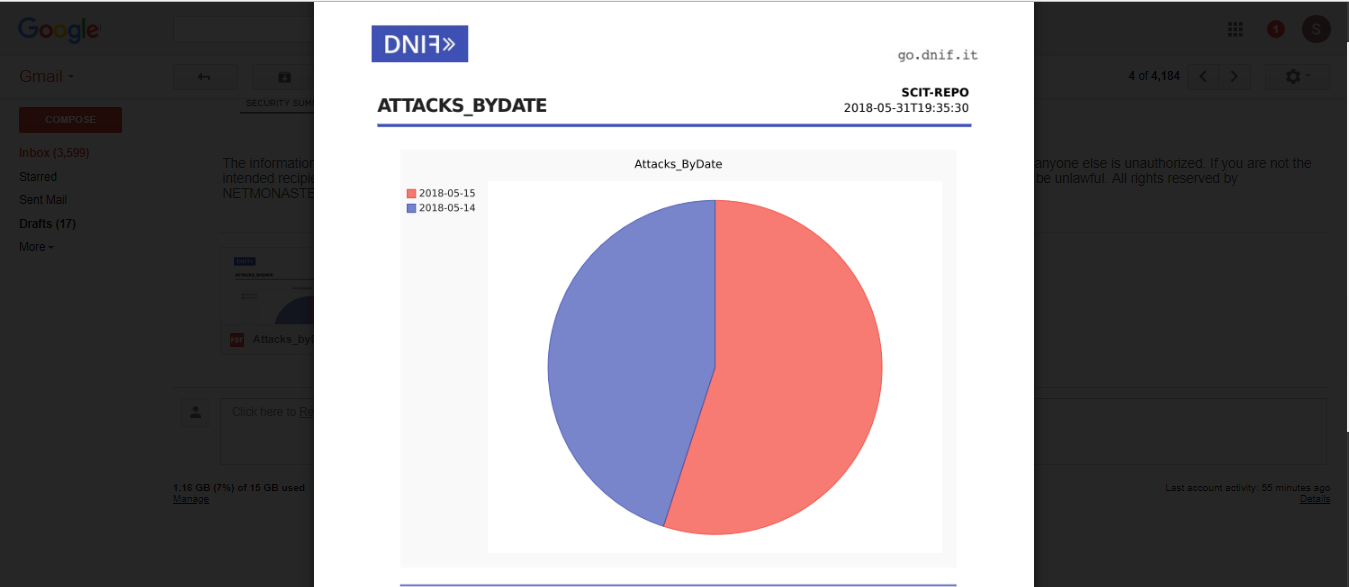 Google
1
S
Gmail
4 of 4,184
COMPOSE
SECURITY SUM
Inbox (3,599)
Starred
Sent Mail
Drafts (17)
More
The information
intended recipie
NETMONASTE
anyone else is unauthorized. If you are not the
be unlawful. All rights reserved by
DNIF»
go.dnif.it
ATTACKS_BYDATE
SCIT-REPO
2018-05-31T19:35:30
Attacks_ByDate
2018-05-15
2018-05-14
PDF
Attacks_by
Click here to Re
1.16 GB (7%) of 15 GB used
Manage
Last account activity: 55 minutes ago
Details